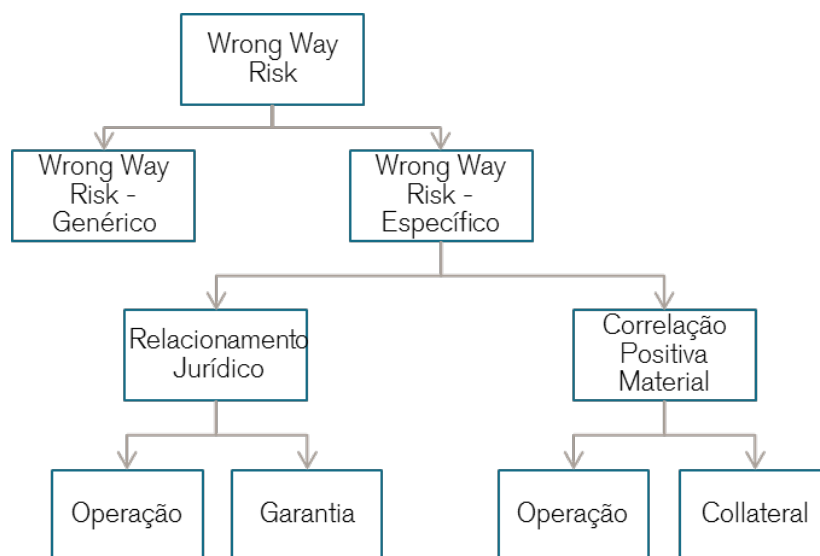 Wrong Way
Risk
Wrong Way
Risk -
Genérico
Wrong Way
Risk -
Específico
Relacionamento
Jurídico
Correlação
Positiva
Material
Operação
Garantia
Operação
Collateral